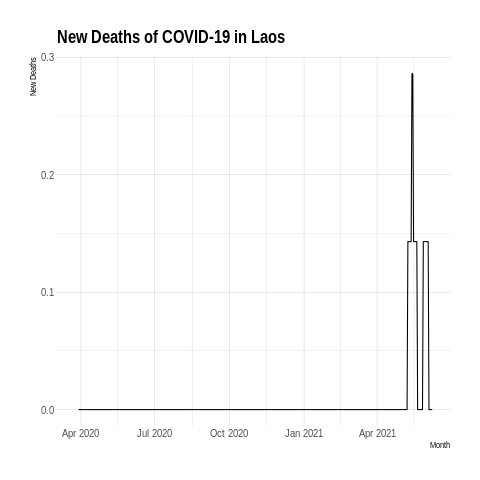 New Deaths of COVID-19 in Laos
New Deaths
0.3
0.2
0.1
0.0
Apr 2020 Jul 2020 Oct 2020 Jan 2021 Apr 2021
Month